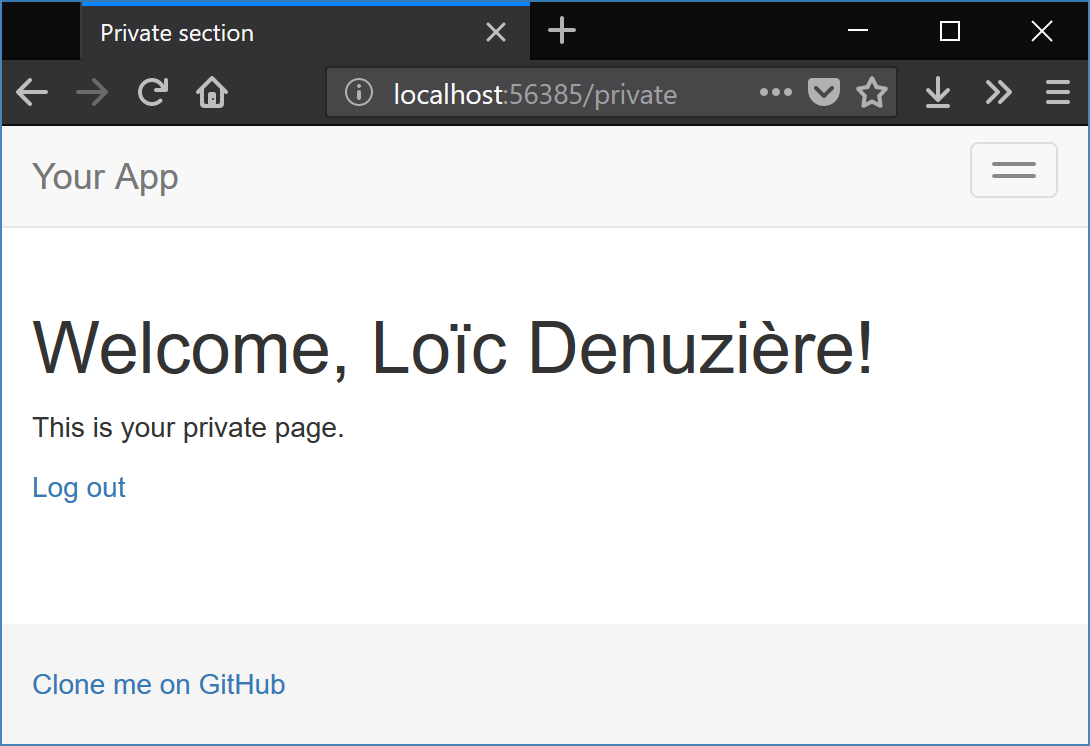 Private section
localhost:56385/private
Your App
Welcome, Loïc Denuzière!
This is your private page.
Log out
Clone me on GitHub